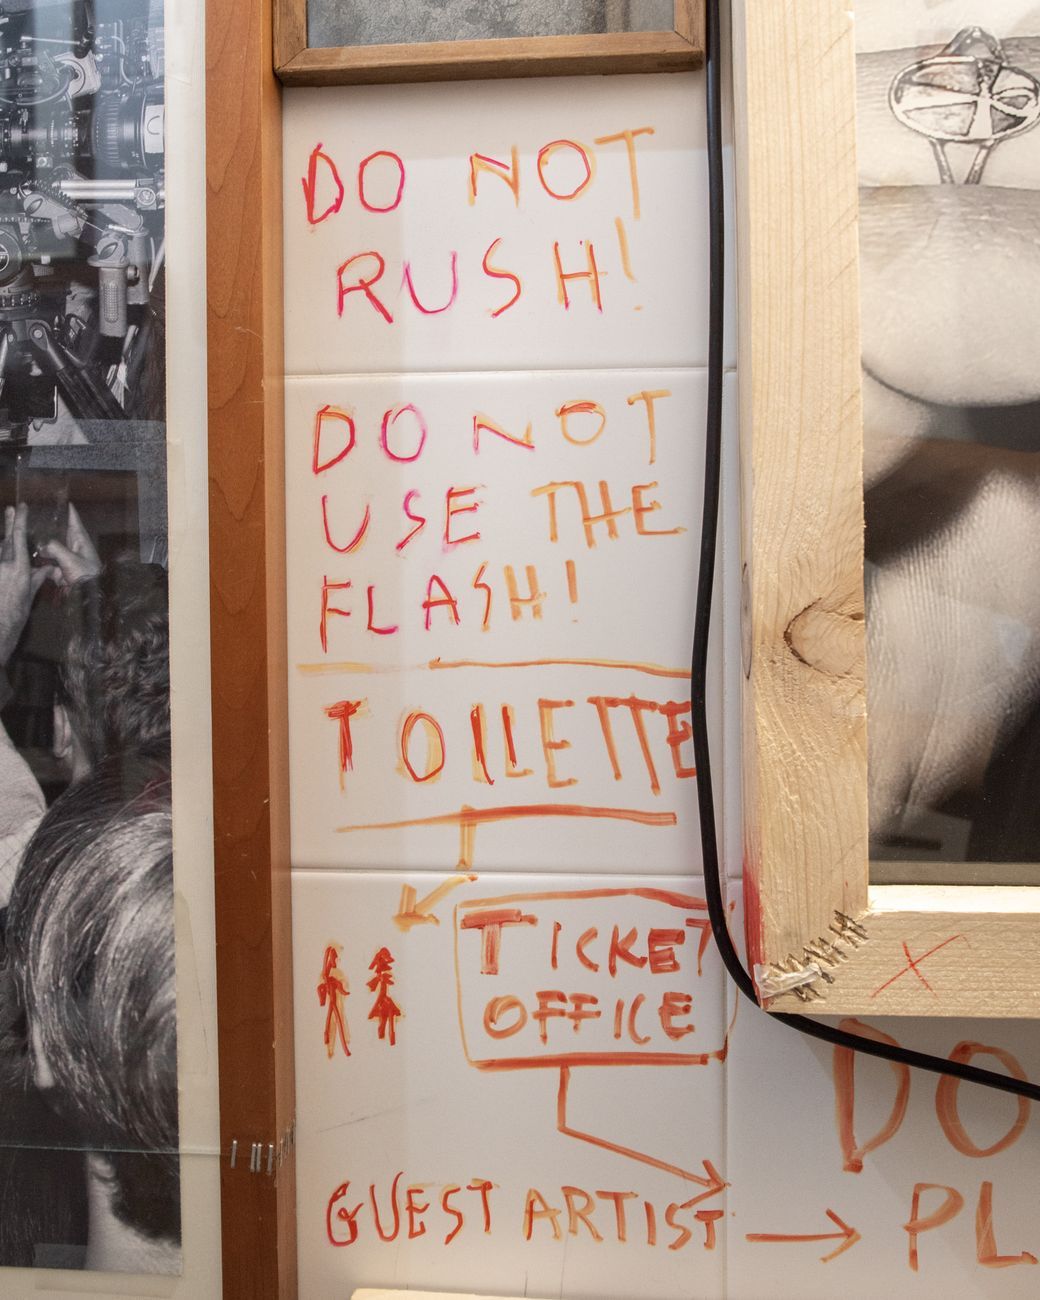 DO NOT
RUSH!
DO NOT
USE THE
FLASH!
TOILETTE
TICKET
OFFICE
DO
GUEST ARTIST → PL